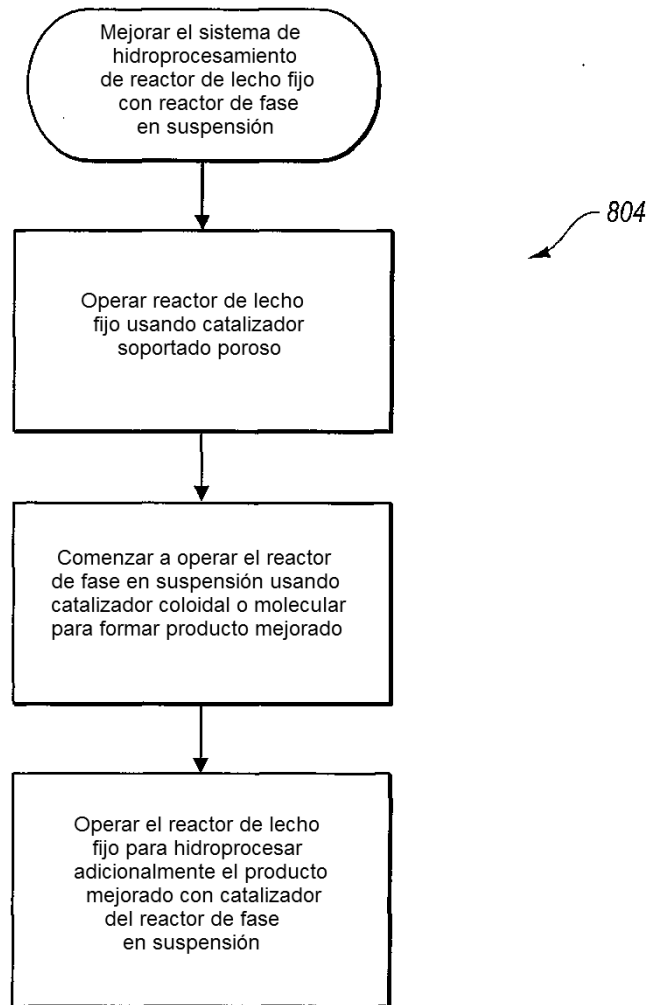 Mejorar el sistema de
hidroprocesamiento
de reactor de lecho fijo
con reactor de fase
en suspensión
804
Operar reactor de lecho
fijo usando catalizador
soportado poroso
Comenzar a operar el reactor
de fase en suspensión usando
catalizador coloidal o molecular
para formar producto mejorado
Operar el reactor de lecho
fijo para hidroprocesar
adicionalmente el producto
mejorado con catalizador
del reactor de fase
en suspensión